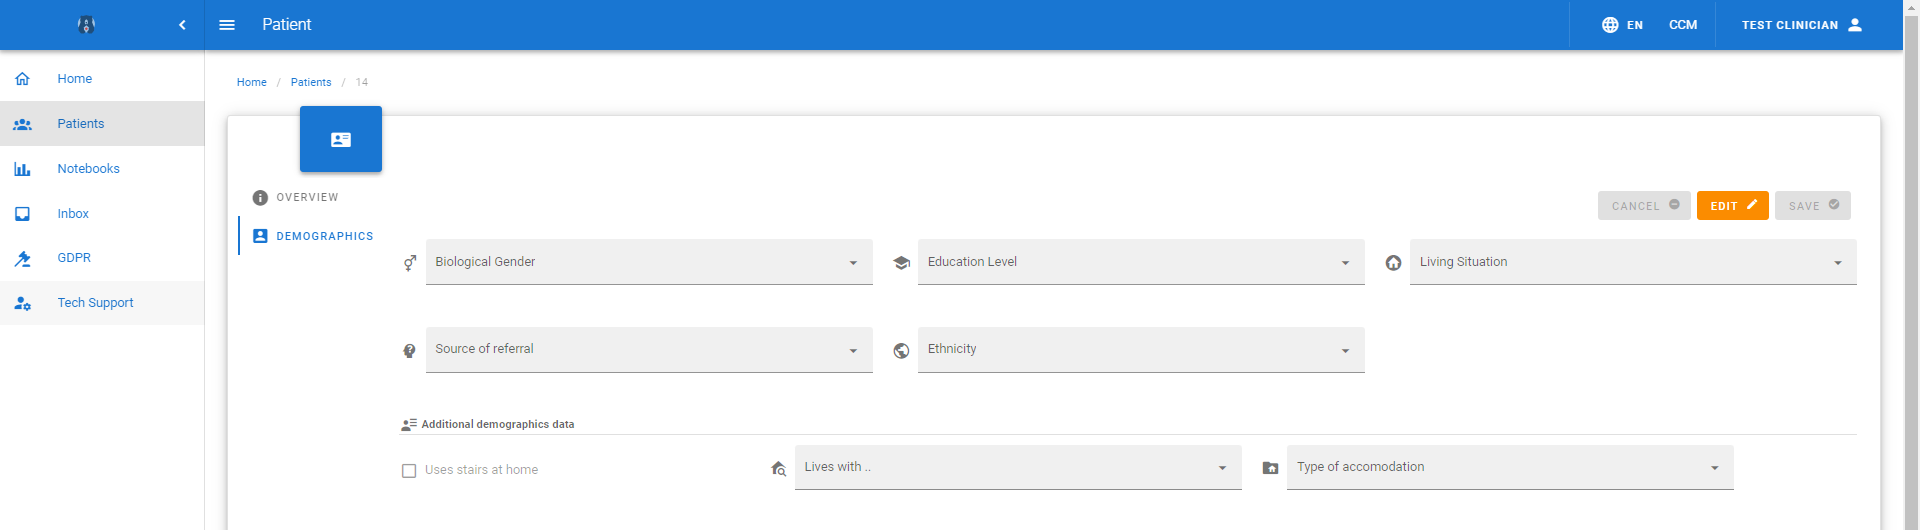 Patient
EN
CCM
TEST CLINICIAN
Home
Patients
Notebooks
Inbox
GDPR
Tech Support
Home / Patients / 14
OVERVIEW
DEMOGRAPHICS
CANCEL
EDIT
SAVE
Biological Gender
Education Level
Living Situation
Source of referral
Ethnicity
Additional demographics data
Uses stairs at home
Lives with ..
Type of accomodation